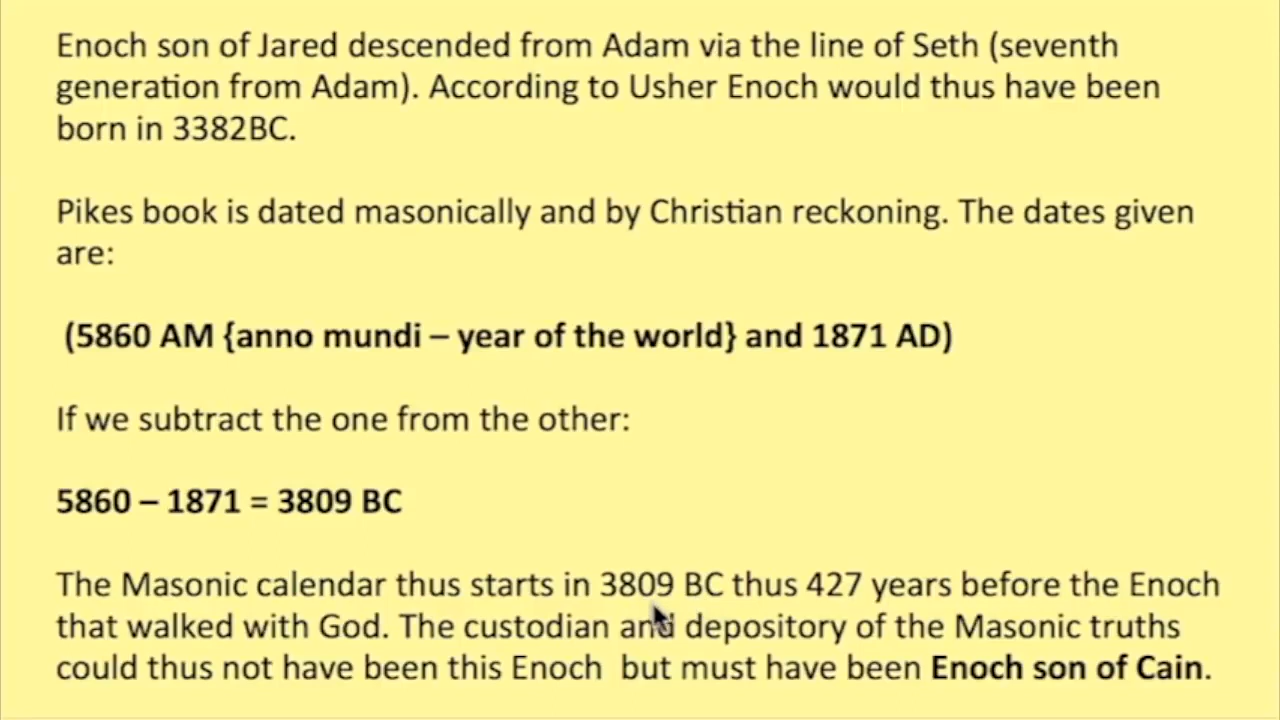 Enoch son of Jared descended from Adam via the line of Seth (seventh
generation from Adam). According to Usher Enoch would thus have been
born in 3382BC.
Pikes book is dated masonically and by Christian reckoning. The dates given
are:
(5860 AM {anno mundi – year of the world} and 1871 AD)
If we subtract the one from the other:
5860 – 1871 = 3809 BC
The Masonic calendar thus starts in 3809 BC thus 427 years before the Enoch
that walked with God. The custodian and depository of the Masonic truths
could thus not have been this Enoch  but must have been Enoch son of Cain.